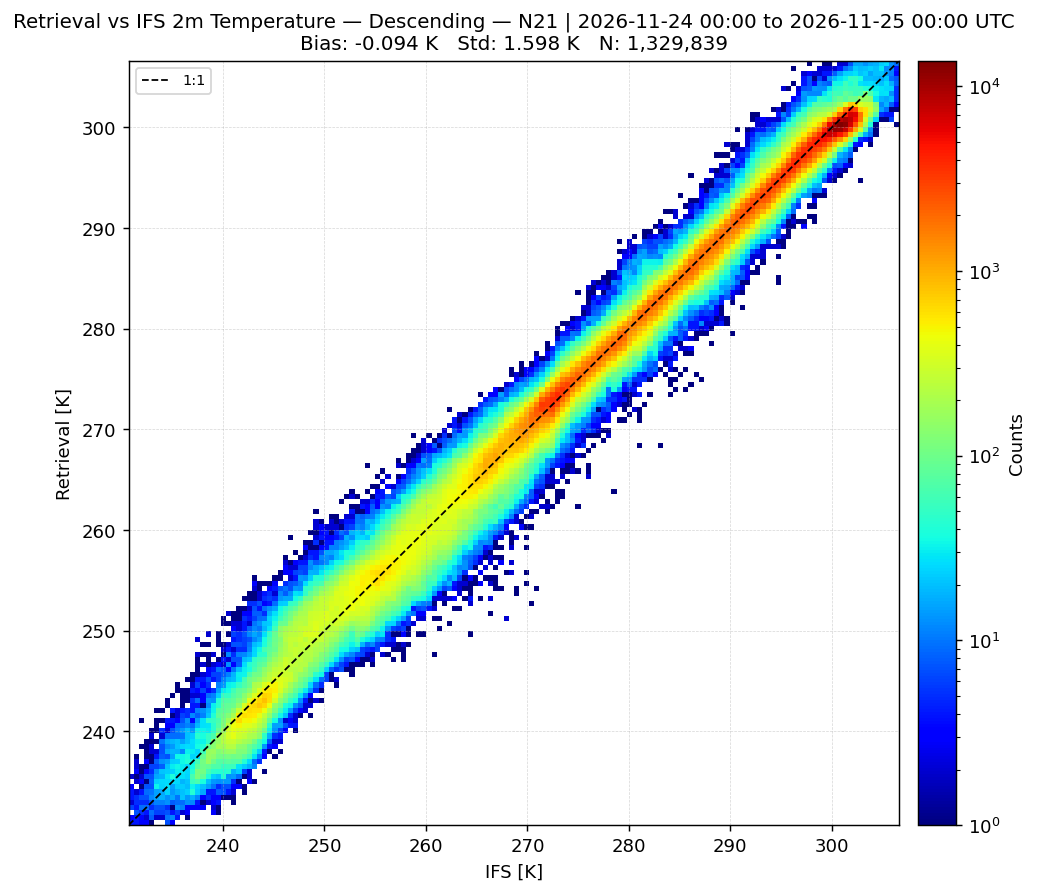 Retrieval vs IFS 2m Temperature — Descending — N21 | 2026-11-24 00:00 to 2026-11-25 00:00 UTC
Bias: -0.094 K   Std: 1.598 K   N: 1,329,839
1:1
300
290
280
270
260
250
240
Retrieval [K]
240 250 260 270 280 290 300
IFS [K]
10⁴
10³
10²
10¹
10⁰
Counts